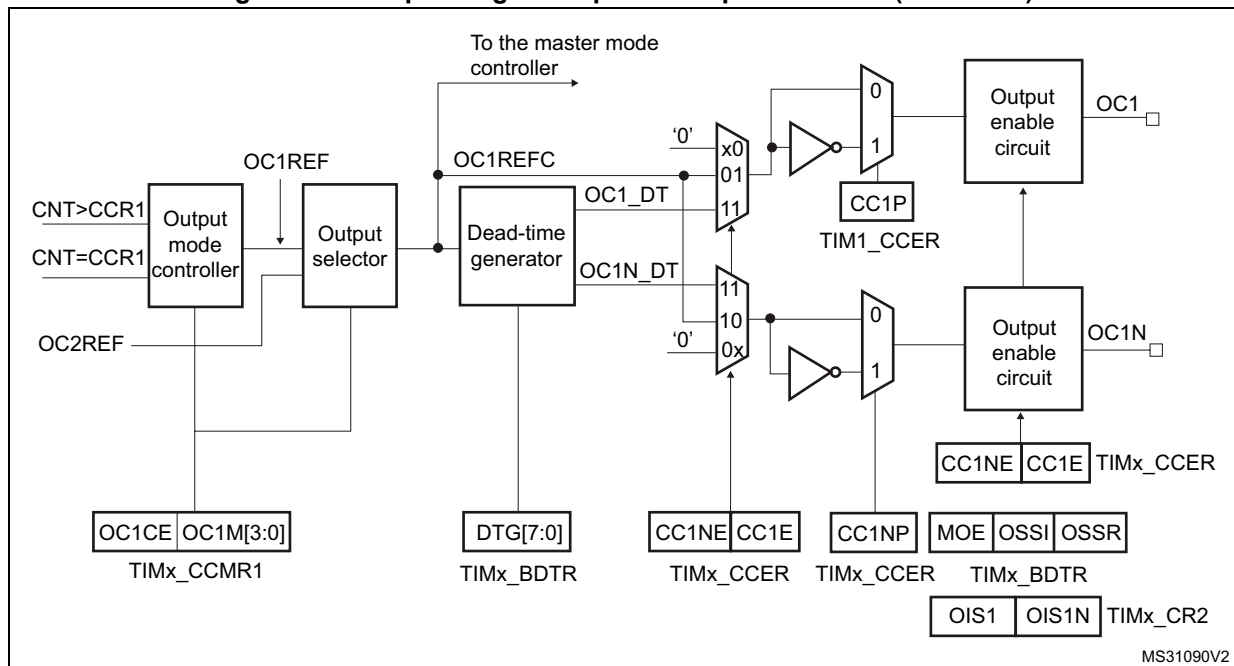 To the master mode
controller
OC1REF
OC1REFC
CNT>CCR1
CNT=CCR1
OC2REF
Output
mode
controller
Output
selector
Dead-time
generator
OC1_DT
OC1N_DT
‘0’
x0
01
11
11
10
0x
‘0’
0
1
CC1P
TIM1_CCER
0
1
Output
enable
circuit
OC1
Output
enable
circuit
OC1N
CC1NE CC1E TIMx_CCER
OC1CE OC1M[3:0]
TIMx_CCMR1
DTG[7:0]
TIMx_BDTR
CC1NE CC1E
TIMx_CCER
CC1NP
TIMx_CCER
MOE OSSI OSSR
TIMx_BDTR
OIS1 OIS1N TIMx_CR2
MS31090V2